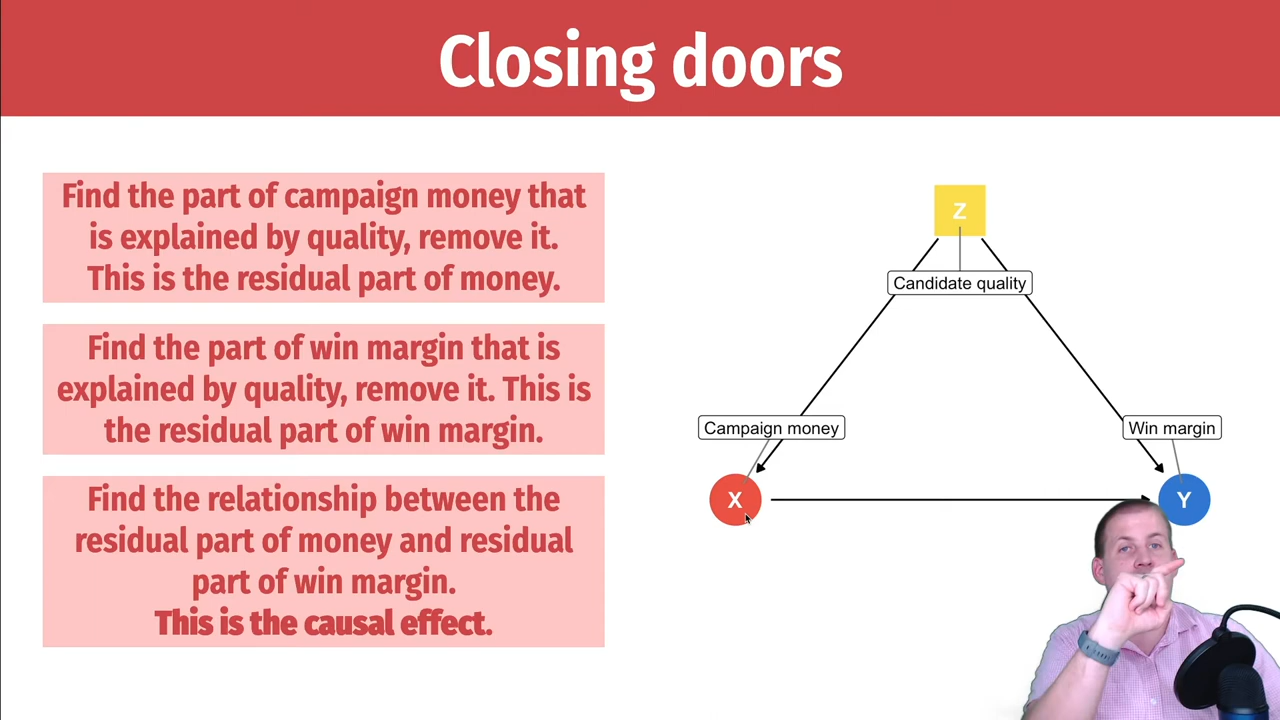 Closing doors
Find the part of campaign money that
is explained by quality, remove it.
This is the residual part of money.
Find the part of win margin that is
explained by quality, remove it. This is
the residual part of win margin.
Find the relationship between the
residual part of money and residual
part of win margin.
This is the causal effect.
Z
Candidate quality
Campaign money
Win margin
X
Y